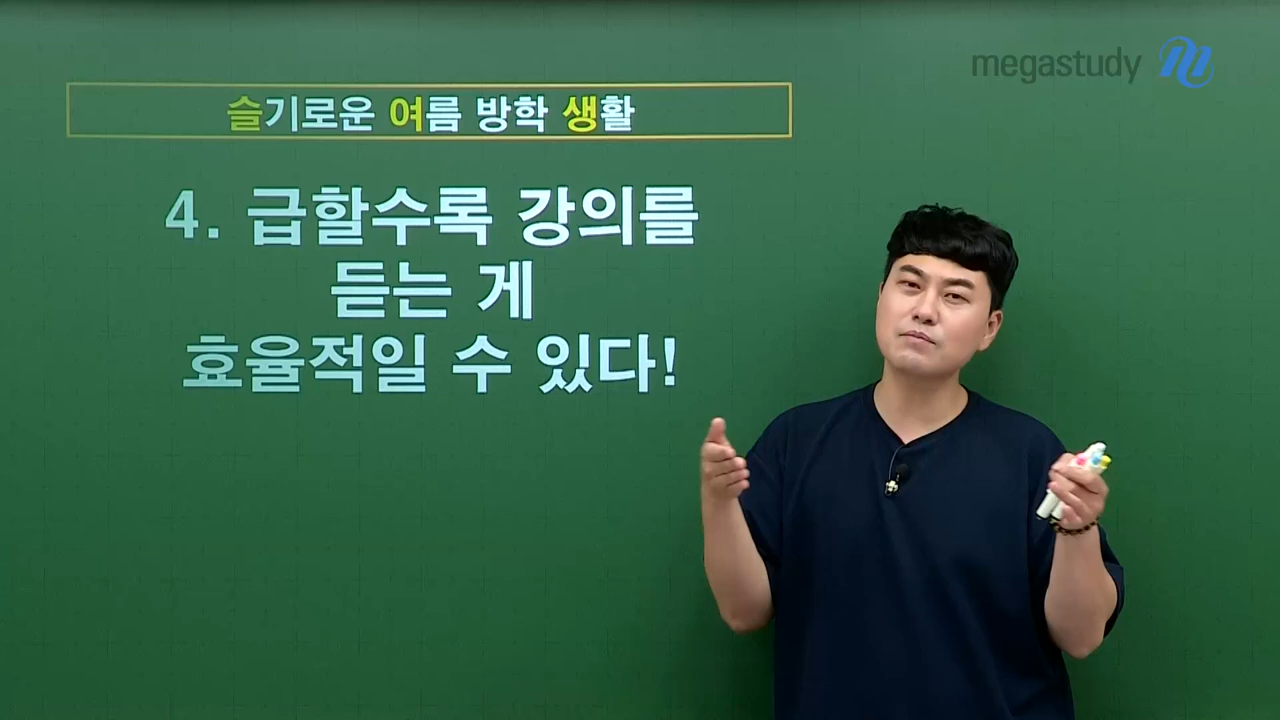 megastudy
슬기로운 여름 방학 생활
4. 급할수록 강의를
듣는 게
효율적일 수 있다!